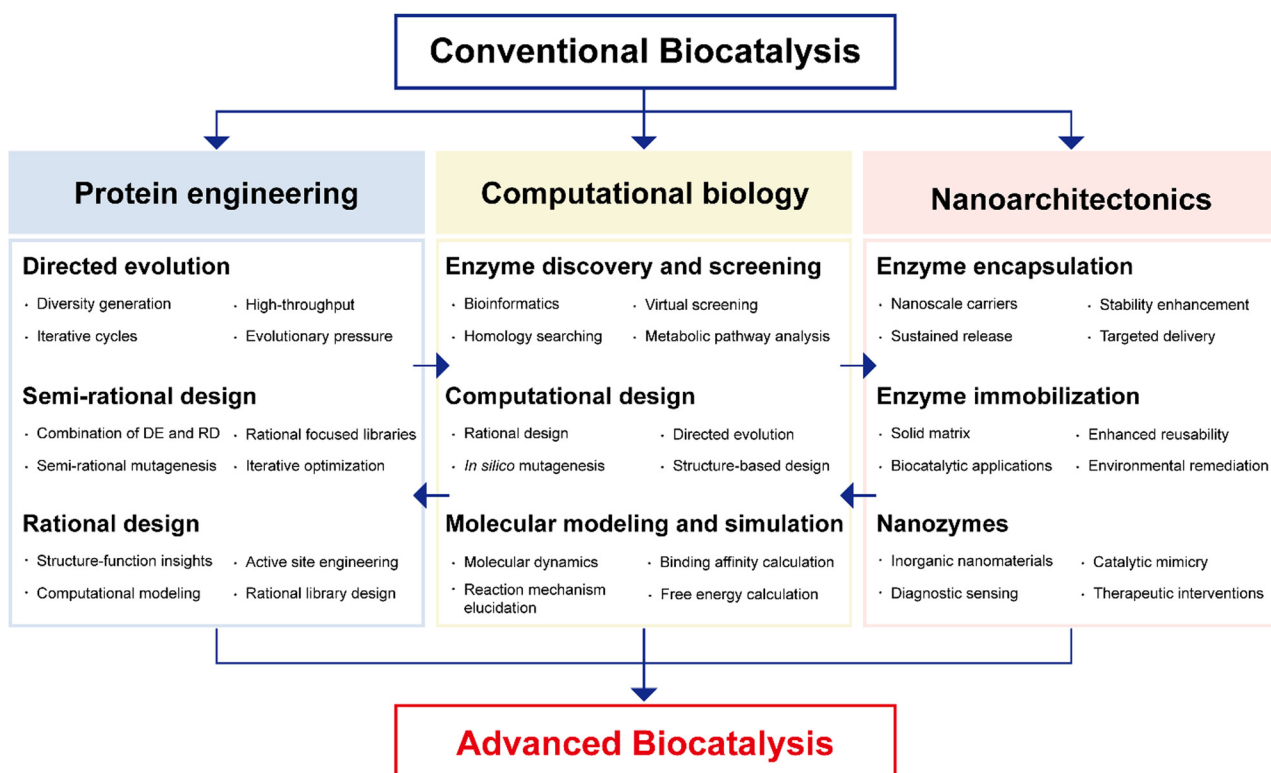 Conventional Biocatalysis
Protein engineering
Directed evolution
· Diversity generation
· High-throughput
· Iterative cycles
· Evolutionary pressure
Semi-rational design
· Combination of DE and RD
· Rational focused libraries
· Semi-rational mutagenesis
· Iterative optimization
Rational design
· Structure-function insights
· Active site engineering
· Computational modeling
· Rational library design
Computational biology
Enzyme discovery and screening
· Bioinformatics
· Virtual screening
· Homology searching
· Metabolic pathway analysis
Computational design
· Rational design
· Directed evolution
· In silico mutagenesis
· Structure-based design
Molecular modeling and simulation
· Molecular dynamics
· Binding affinity calculation
· Reaction mechanism
elucidation
· Free energy calculation
Nanoarchitectonics
Enzyme encapsulation
· Nanoscale carriers
· Stability enhancement
· Sustained release
· Targeted delivery
Enzyme immobilization
· Solid matrix
· Enhanced reusability
· Biocatalytic applications
· Environmental remediation
Nanozymes
· Inorganic nanomaterials
· Catalytic mimicry
· Diagnostic sensing
· Therapeutic interventions
Advanced Biocatalysis